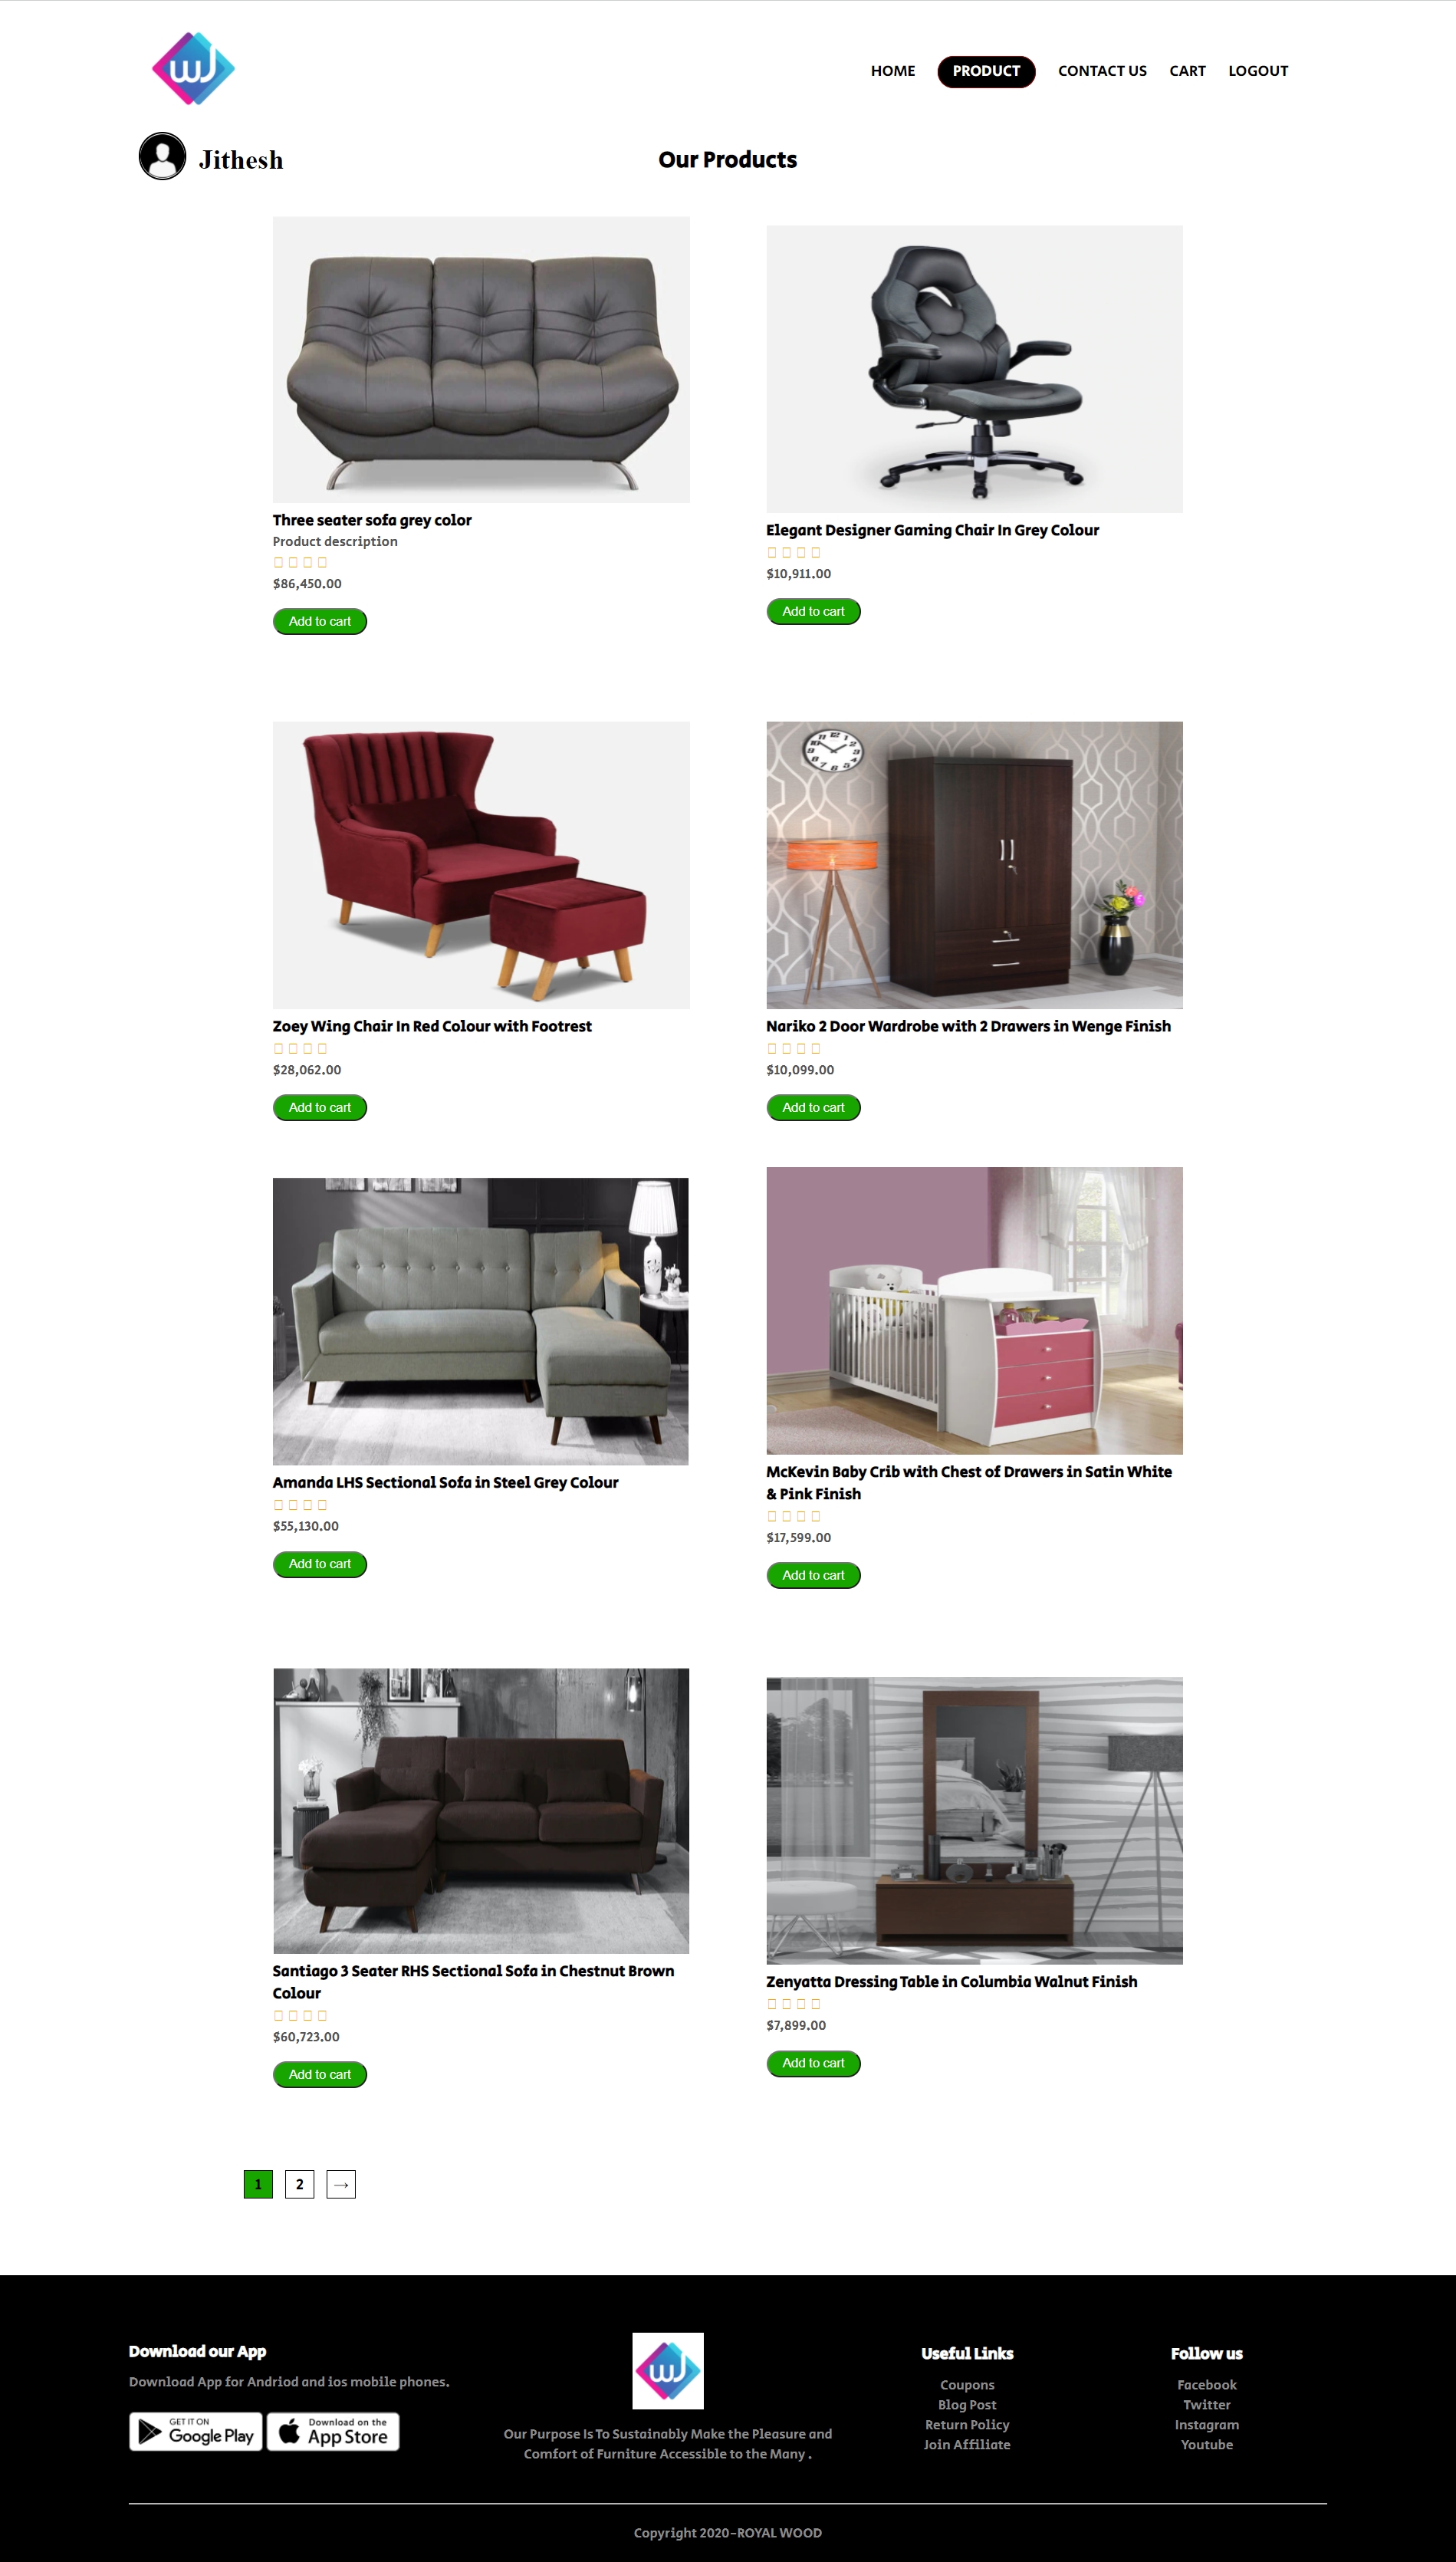 HOME PRODUCT CONTACT US CART LOGOUT
Jithesh
Our Products
Three seater sofa grey color
Product description
$86,450.00
Add to cart
Elegant Designer Gaming Chair In Grey Colour
$10,911.00
Add to cart
Zoey Wing Chair In Red Colour with Footrest
$28,062.00
Add to cart
Nariko 2 Door Wardrobe with 2 Drawers in Wenge Finish
$10,099.00
Add to cart
Amanda LHS Sectional Sofa in Steel Grey Colour
$55,130.00
Add to cart
McKevin Baby Crib with Chest of Drawers in Satin White
& Pink Finish
$17,599.00
Add to cart
Santiago 3 Seater RHS Sectional Sofa in Chestnut Brown
Colour
$60,723.00
Add to cart
Zenyatta Dressing Table in Columbia Walnut Finish
$7,899.00
Add to cart
1 2 →
Download our App
Download App for Andriod and ios mobile phones.
GET IT ON
Google Play
Download on the
App Store
Our Purpose Is To Sustainably Make the Pleasure and
Comfort of Furniture Accessible to the Many .
Useful Links
Coupons
Blog Post
Return Policy
Join Affiliate
Follow us
Facebook
Twitter
Instagram
Youtube
Copyright 2020-ROYAL WOOD